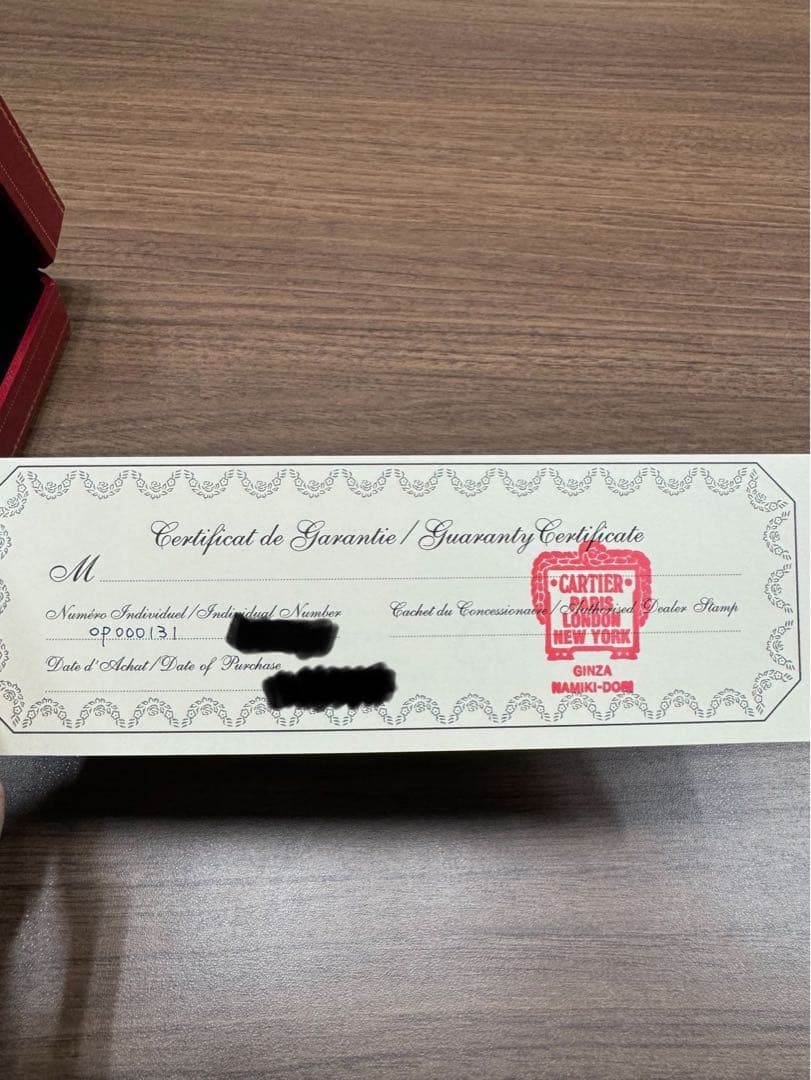 Certificat de Garantie / Guaranty Certificate
M
Numéro Individuel / Individual Number
OP000131
Date d'Achat / Date of Purchase
Cachet du Concessionaire / Authorised Dealer Stamp
CARTIER
PARIS
LONDON
NEW YORK
GINZA
NAMIKI-DORI